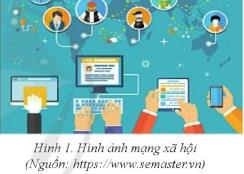 Hình 1. Hình ảnh mạng xã hội
(Nguồn: https://www.semaster.vn)